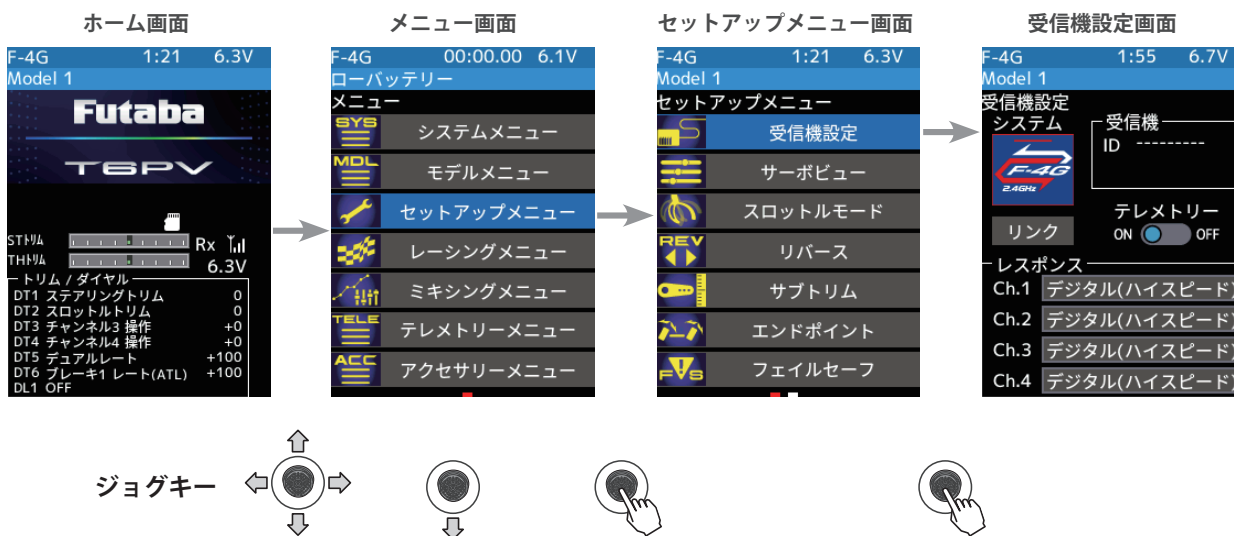 ホーム画面
メニュー画面
セットアップメニュー画面
受信機設定画面
F-4G 1:21 6.3V
Model 1
Futaba
T6PV
STトリム
THトリム
Rx
6.3V
トリム / ダイヤル
DT1 ステアリングトリム 0
DT2 スロットルトリム 0
DT3 チャンネル3 操作 +0
DT4 チャンネル4 操作 +0
DT5 デュアルレート +100
DT6 ブレーキ1 レート(ATL) +100
DL1 OFF
F-4G 00:00.00 6.1V
ローバッテリー
メニュー
SYS システムメニュー
MDL モデルメニュー
セットアップメニュー
レーシングメニュー
ミキシングメニュー
TELE テレメトリーメニュー
ACC アクセサリーメニュー
F-4G 1:21 6.3V
Model 1
セットアップメニュー
受信機設定
サーボビュー
スロットルモード
REV リバース
サブトリム
エンドポイント
F/S フェイルセーフ
F-4G 1:55 6.7V
Model 1
受信機設定
システム
F-4G
2.4GHz
リンク
受信機
ID ---------
テレメトリー
ON OFF
レスポンス
Ch.1 デジタル(ハイスピード)
Ch.2 デジタル(ハイスピード)
Ch.3 デジタル(ハイスピード)
Ch.4 デジタル(ハイスピード)
ジョグキー